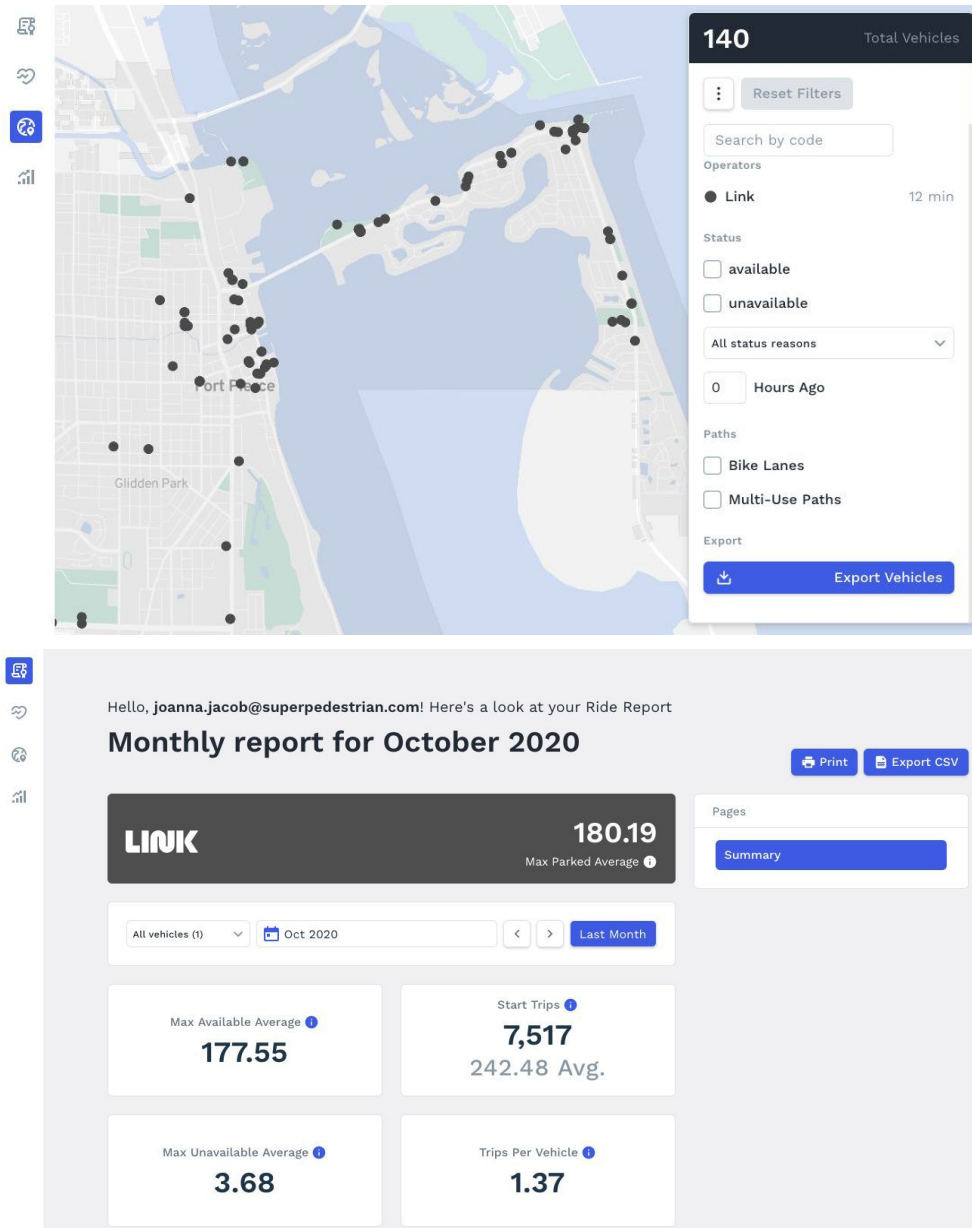 140
Total Vehicles
Reset Filters
Search by code
Operators
Link
12 min
Status
available
unavailable
All status reasons
0
Hours Ago
Paths
Bike Lanes
Multi-Use Paths
Export
Export Vehicles
Fort Pierce
Glidden Park
Hello, joanna.jacob@superpedestrian.com! Here's a look at your Ride Report
Monthly report for October 2020
Print
Export CSV
LINK
180.19
Max Parked Average
Pages
Summary
All vehicles (1)
Oct 2020
Last Month
Max Available Average
177.55
Start Trips
7,517
242.48 Avg.
Max Unavailable Average
3.68
Trips Per Vehicle
1.37